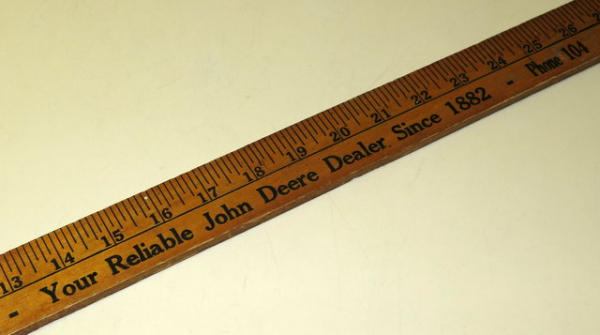 13 14 15 16 17 18 19 20 21 22 23 24 25 26
- Your Reliable John Deere Dealer Since 1882 - Phone 104